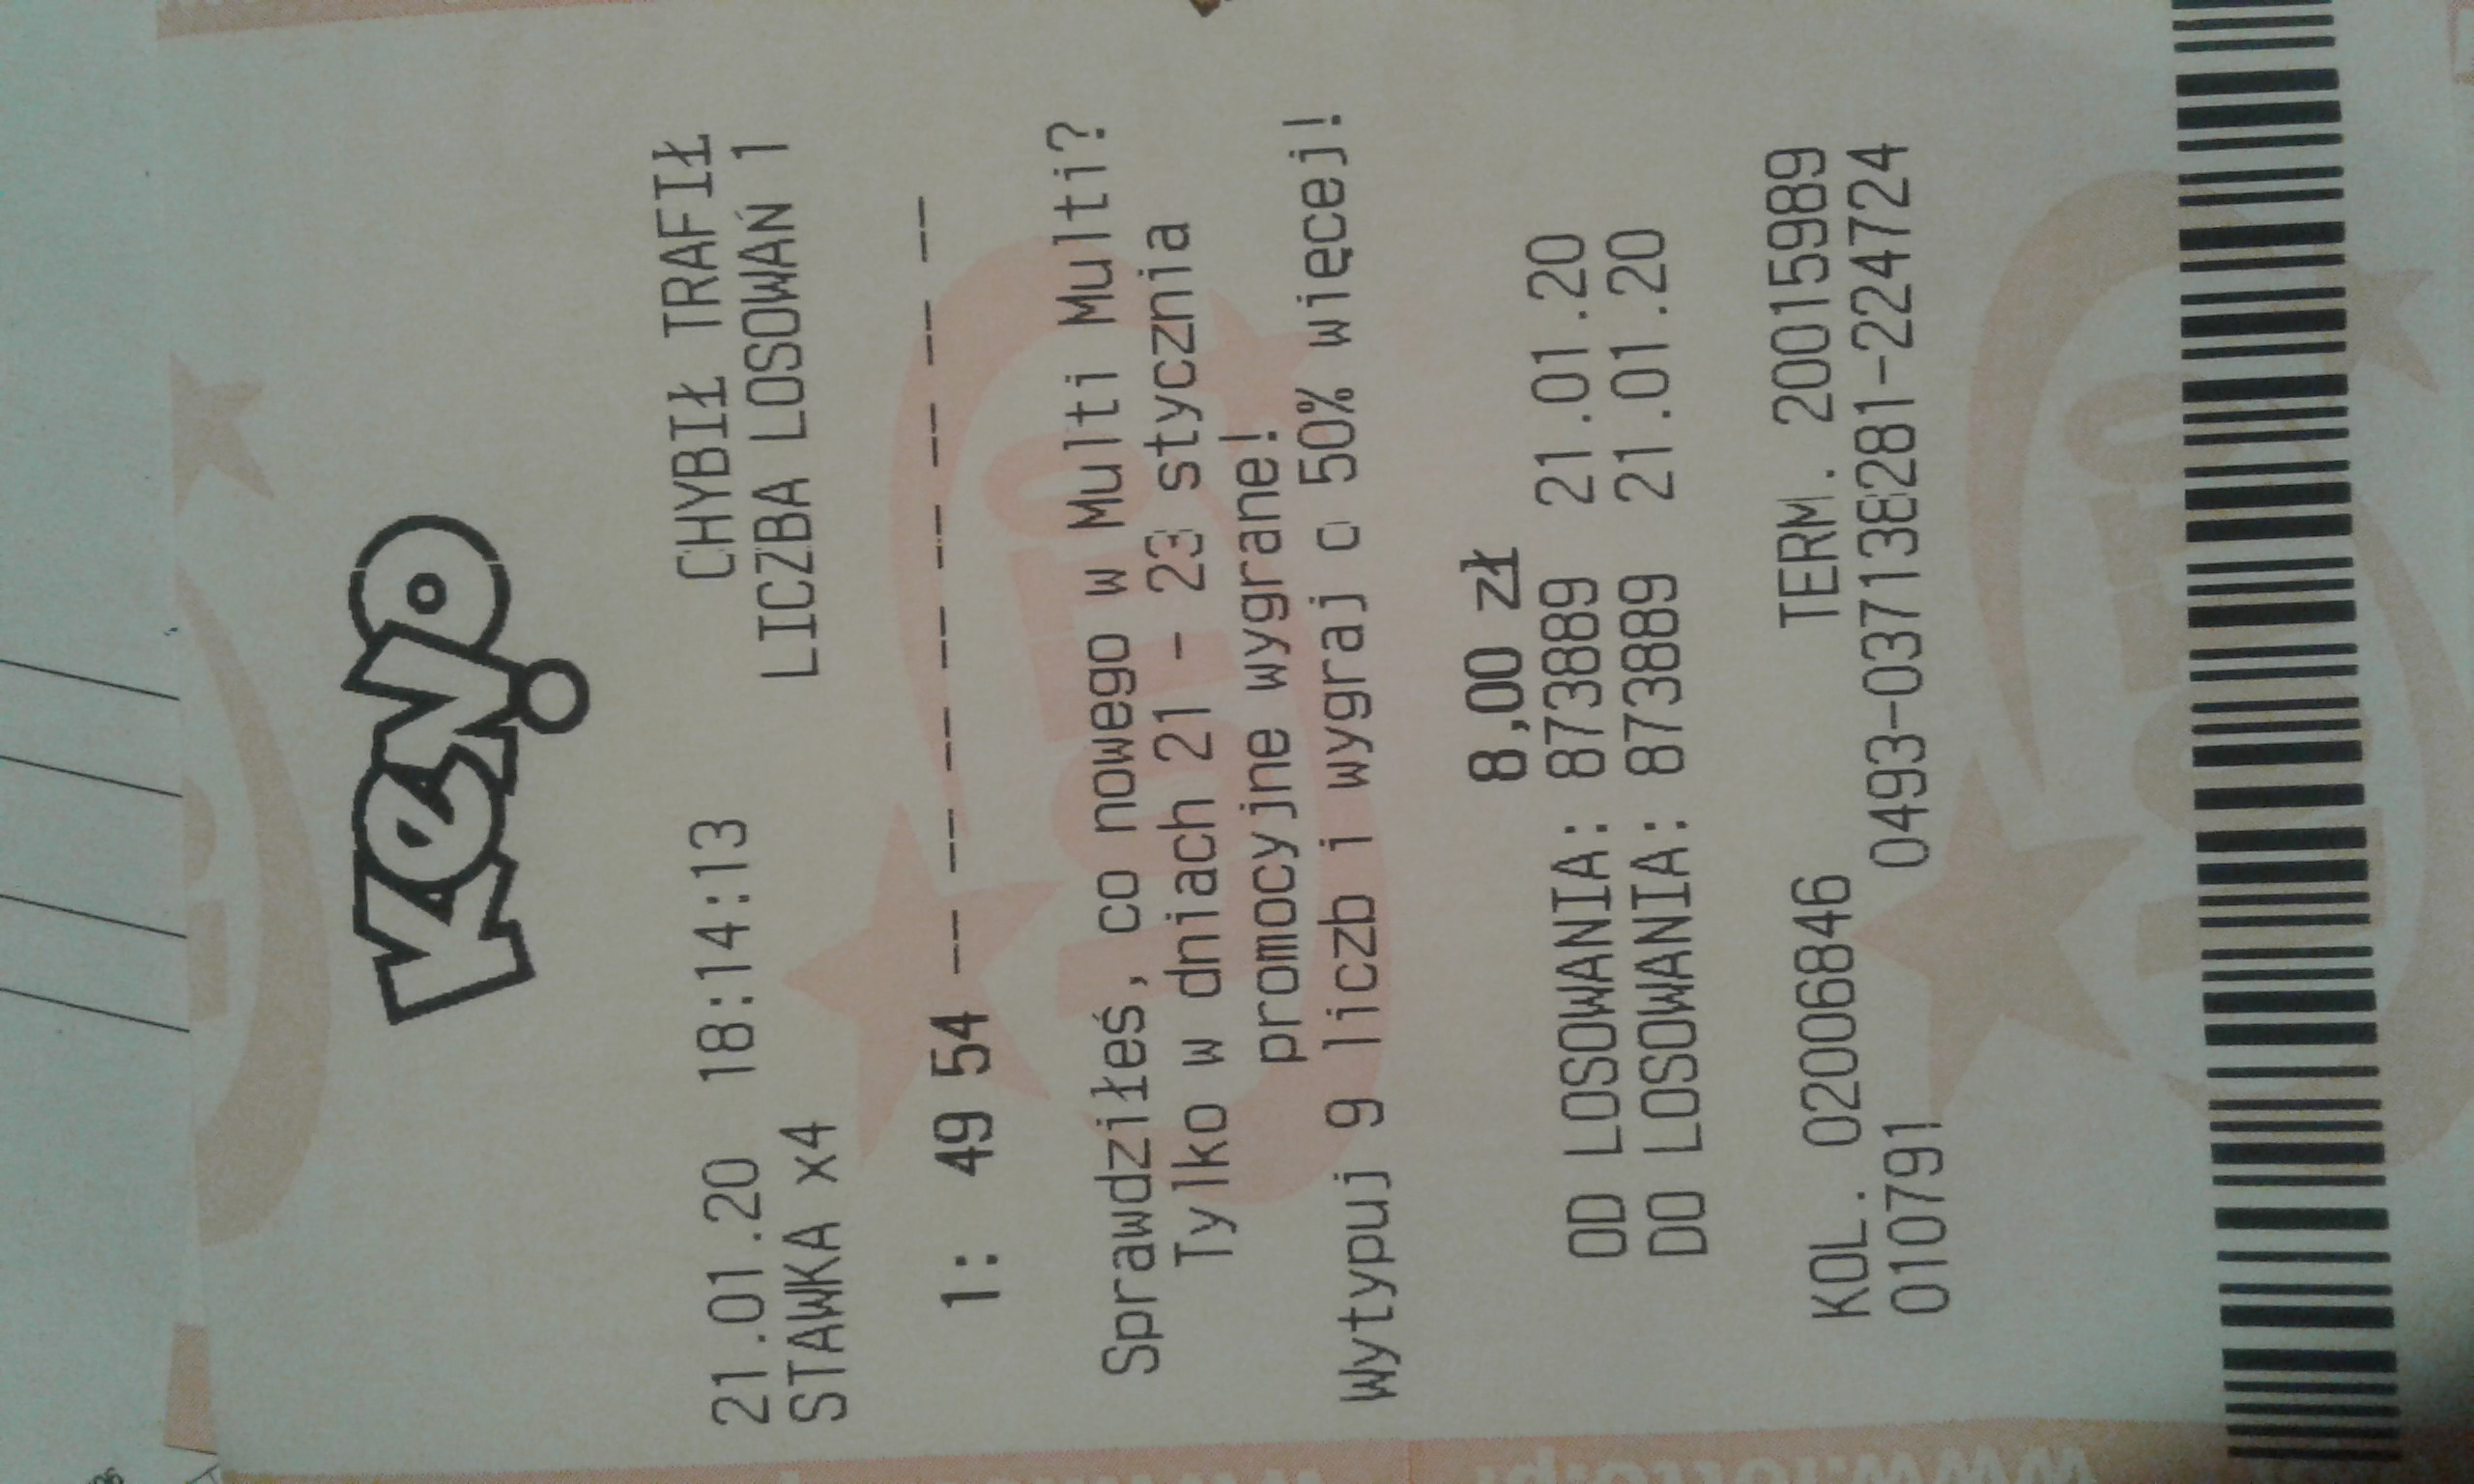 KENO
21.01.20 18:14:13 CHYBIŁ TRAFIŁ
STAWKA x4 LICZBA LOSOWAŃ 1
1: 49 54 -- -- -- -- -- -- -- --
Sprawdziłeś, co nowego w Multi Multi?
Tylko w dniach 21 - 23 stycznia
promocyjne wygrane!
Wytypuj 9 liczb i wygraj o 50% więcej!
8,00 zł
OD LOSOWANIA: 873889 21.01.20
DO LOSOWANIA: 873889 21.01.20
KOL. 02006846 TERM. 20015989
010791 0493-037138281-224724